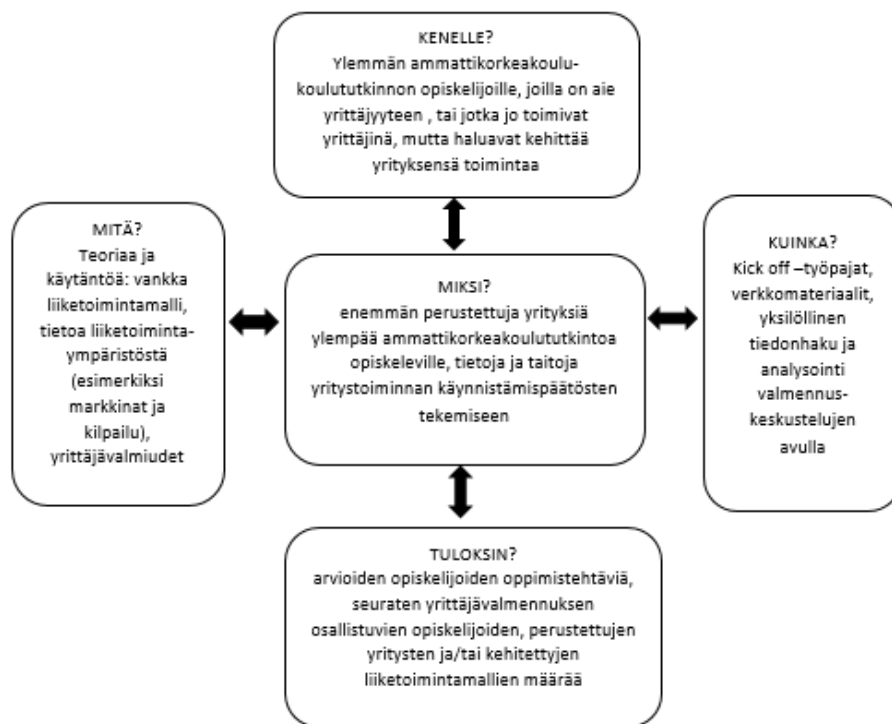 KENELLE?
Ylemmän ammattikorkeakoulu-
koulututkinnon opiskelijoille, joilla on aie
yrittäjyyteen , tai jotka jo toimivat
yrittäjinä, mutta haluavat kehittää
yrityksensä toimintaa
MITÄ?
Teoriaa ja
käytäntöä: vankka
liiketoimintamalli,
tietoa liiketoiminta-
ympäristöstä
(esimerkiksi
markkinat ja
kilpailu),
yrittäjävalmiudet
MIKSI?
enemmän perustettuja yrityksiä
ylempää ammattikorkeakoulututkintoa
opiskeleville, tietoja ja taitoja
yritystoiminnan käynnistämispäätösten
tekemiseen
KUINKA?
Kick off –työpajat,
verkkomateriaalit,
yksilöllinen
tiedonhaku ja
analysointi
valmennus-
keskustelujen
avulla
TULOKSIN?
arvioiden opiskelijoiden oppimistehtäviä,
seuraten yrittäjävalmennuksen
osallistuvien opiskelijoiden, perustettujen
yritysten ja/tai kehitettyjen
liiketoimintamallien määrää